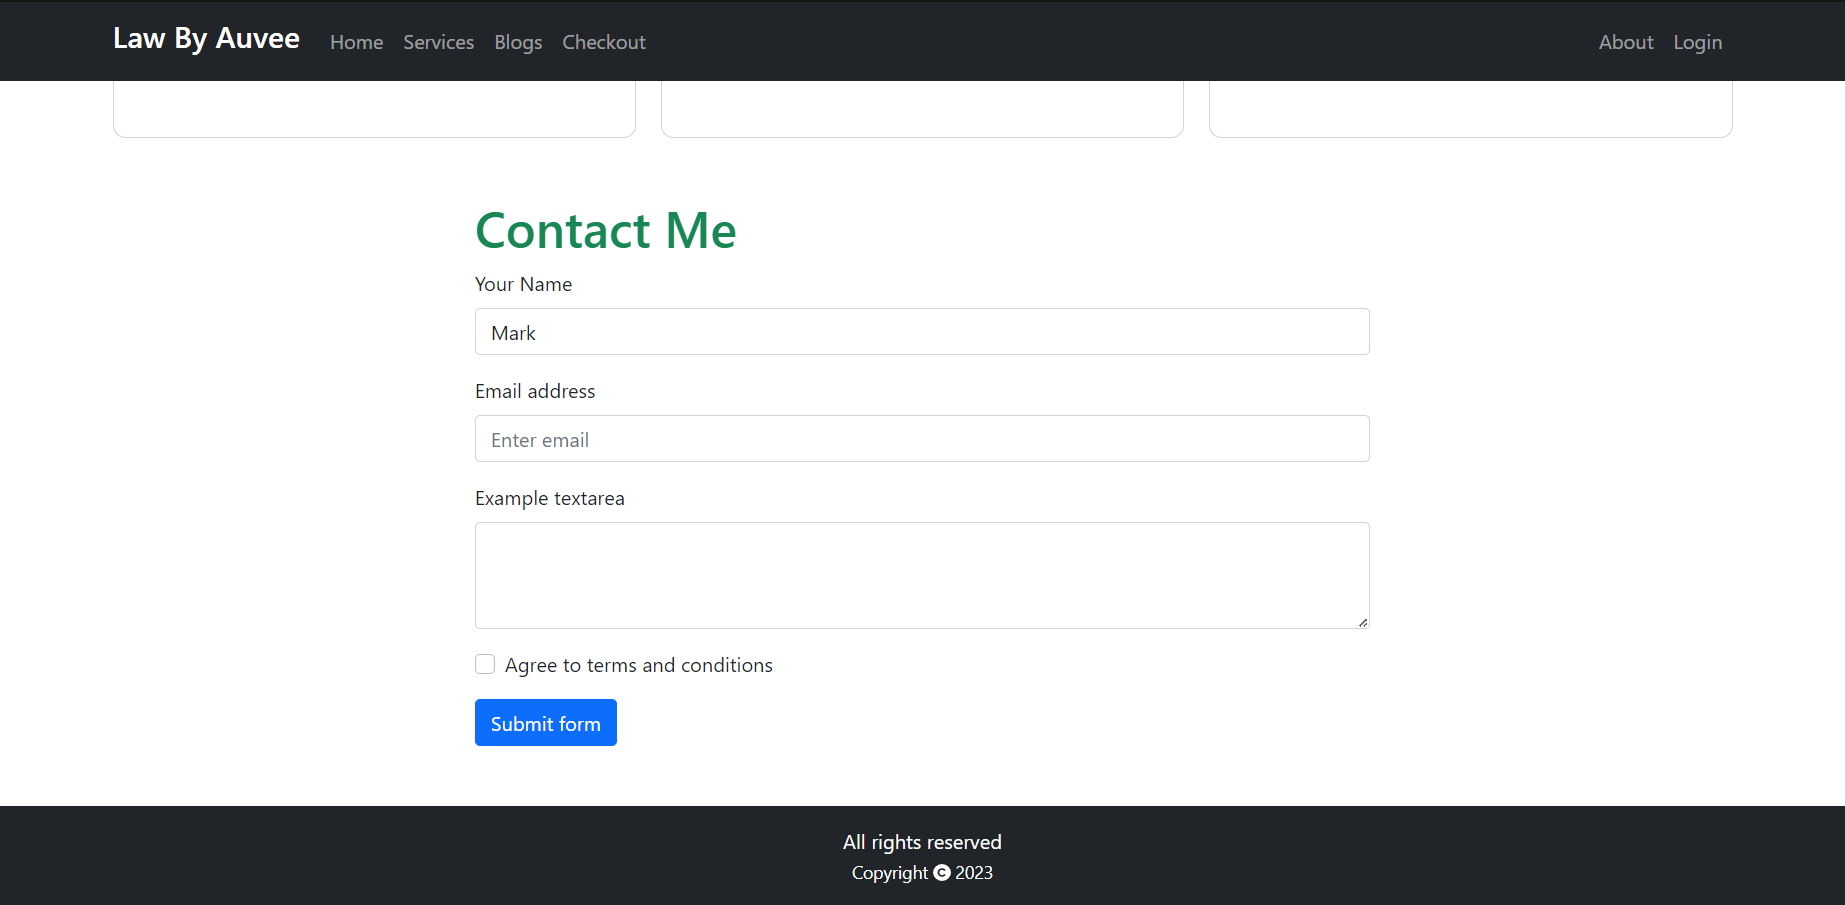 Law By Auvee Home Services Blogs Checkout About Login
Contact Me
Your Name
Mark
Email address
Enter email
Example textarea
Agree to terms and conditions
Submit form
All rights reserved
Copyright © 2023